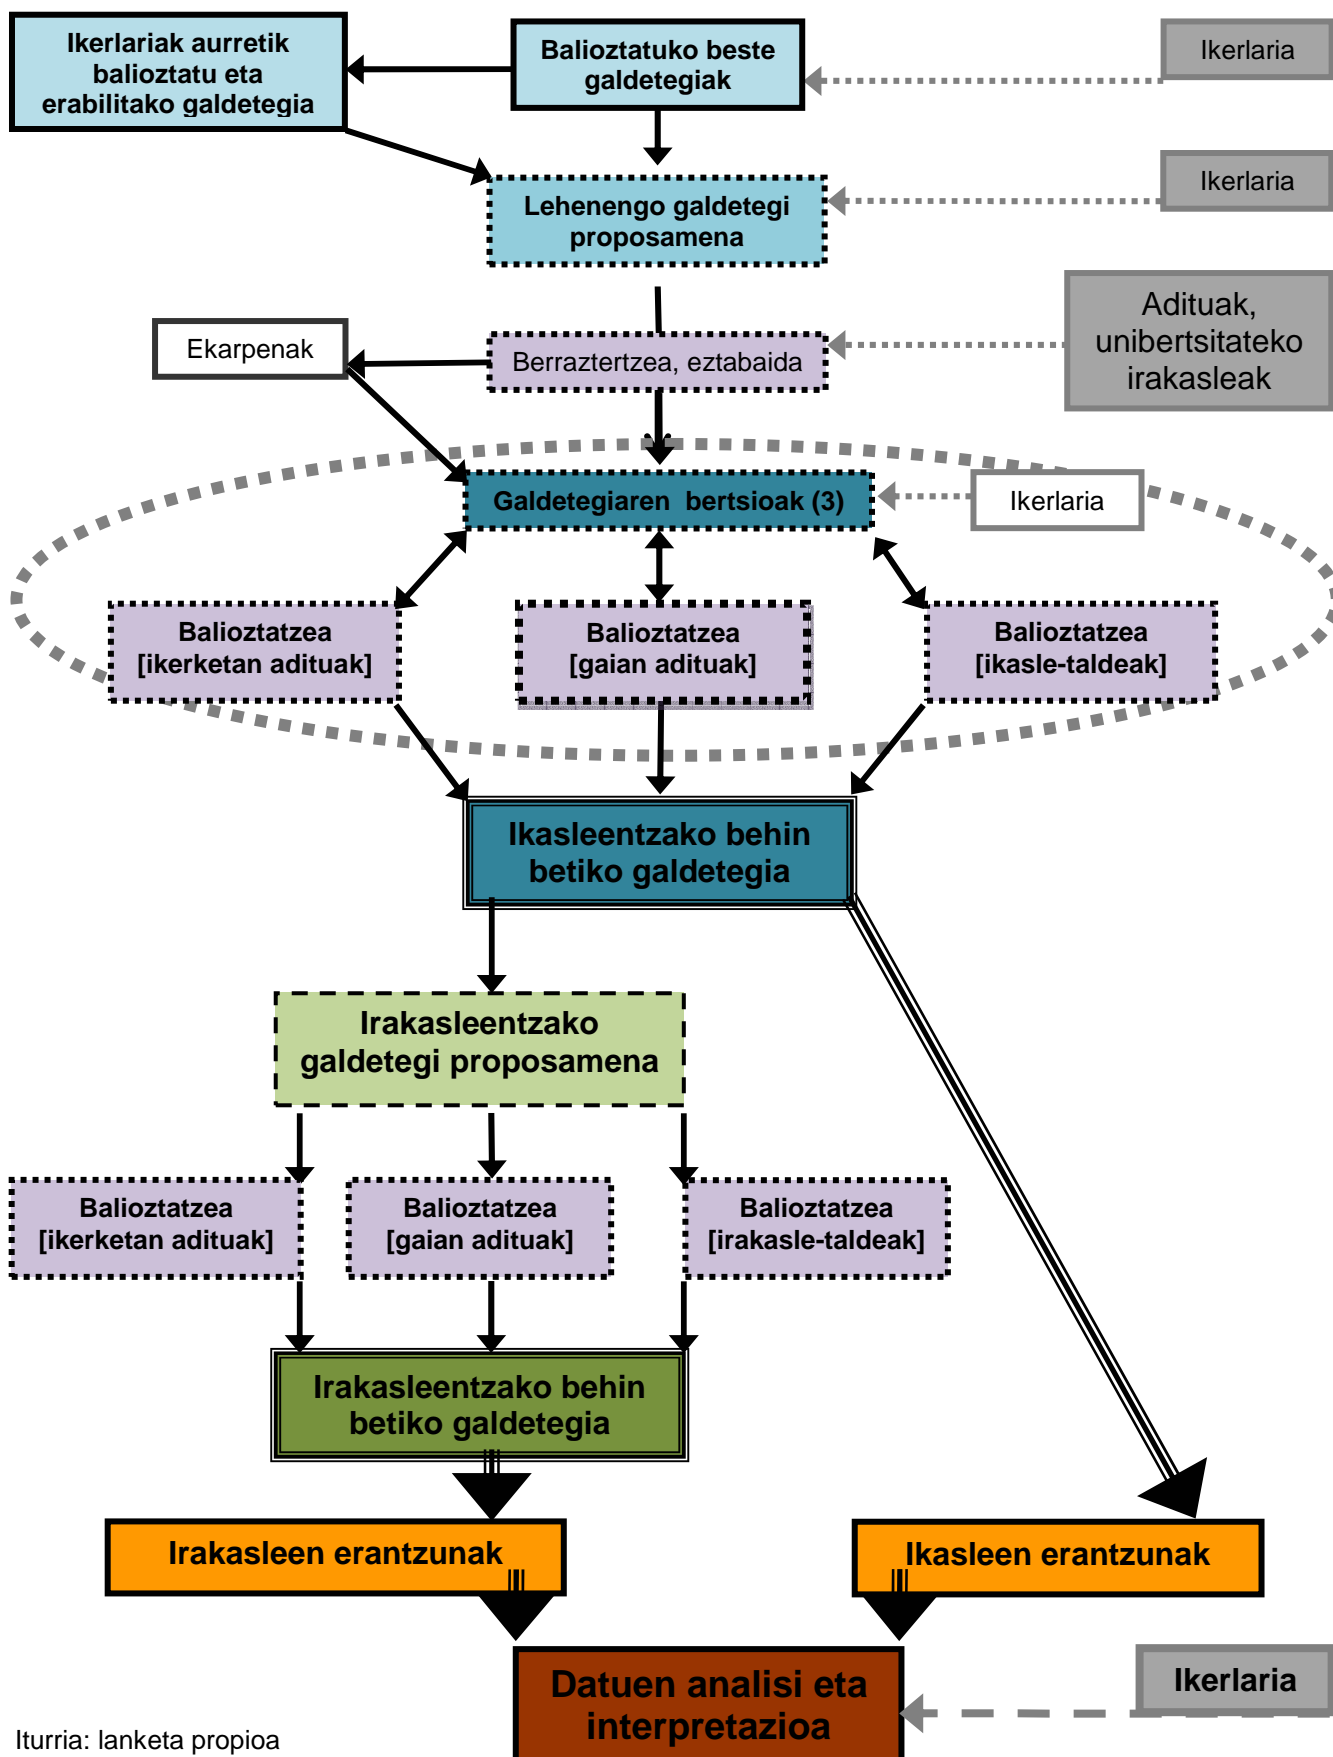 Ikerlariak aurretik
balioztatu eta
erabilitako galdetegia
Balioztatuko beste
galdetegiak
Ikerlaria
Ikerlaria
Lehenengo galdetegi
proposamena
Adituak,
unibertsitateko
irakasleak
Ekarpenak
Berraztertzea, eztabaida
Galdetegiaren bertsioak (3)
Ikerlaria
Balioztatzea
[ikerketan adituak]
Balioztatzea
[gaian adituak]
Balioztatzea
[ikasle-taldeak]
Ikasleentzako behin
betiko galdetegia
Irakasleentzako
galdetegi proposamena
Balioztatzea
[ikerketan adituak]
Balioztatzea
[gaian adituak]
Balioztatzea
[irakasle-taldeak]
Irakasleentzako behin
betiko galdetegia
Irakasleen erantzunak
Ikasleen erantzunak
Datuen analisi eta
interpretazioa
Ikerlaria
Iturria: lanketa propioa